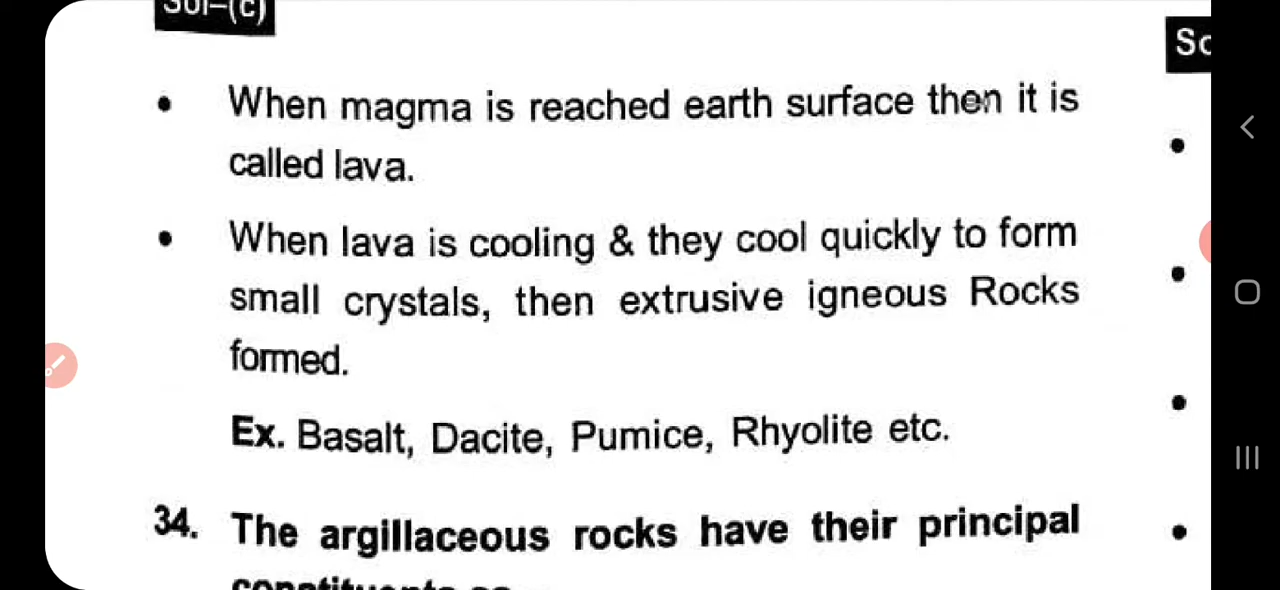 Sol–(c)
• When magma is reached earth surface then it is
called lava.
• When lava is cooling & they cool quickly to form
small crystals, then extrusive igneous Rocks
formed.
Ex. Basalt, Dacite, Pumice, Rhyolite etc.
34. The argillaceous rocks have their principal
constituents as